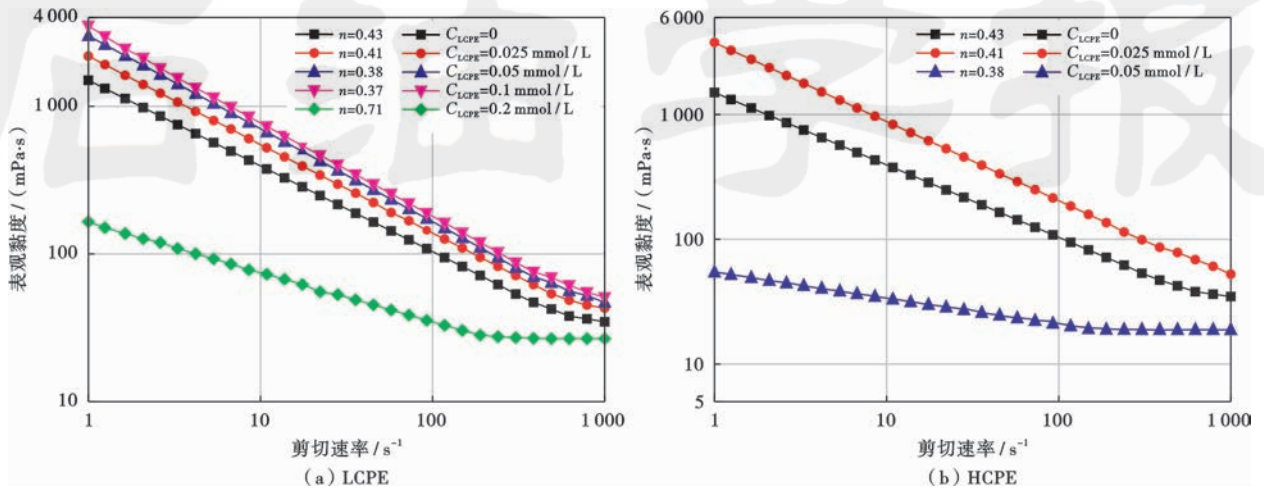 4 000
1 000
100
10
表观黏度 / (mPa·s)
n=0.43 C_LCPE=0
n=0.41 C_LCPE=0.025 mmol / L
n=0.38 C_LCPE=0.05 mmol / L
n=0.37 C_LCPE=0.1 mmol / L
n=0.71 C_LCPE=0.2 mmol / L
1 10 100 1 000
剪切速率 / s⁻¹
(a) LCPE
6 000
1 000
100
10
5
表观黏度 / (mPa·s)
n=0.43 C_LCPE=0
n=0.41 C_LCPE=0.025 mmol / L
n=0.38 C_LCPE=0.05 mmol / L
1 10 100 1 000
剪切速率 / s⁻¹
(b) HCPE